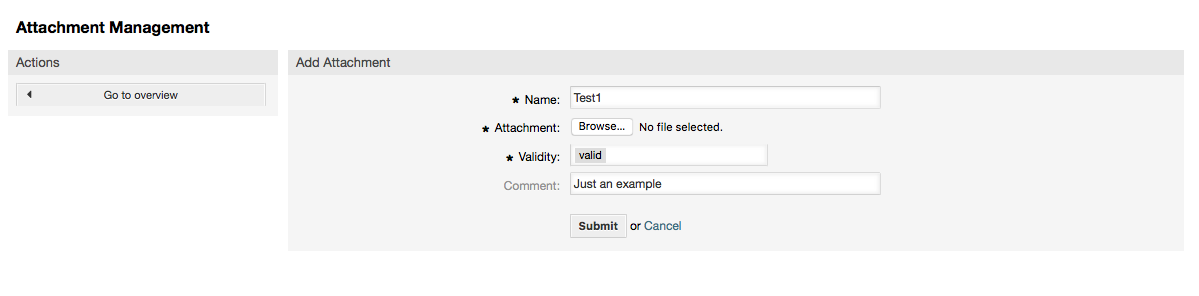 Attachment Management
Actions
Go to overview
Add Attachment
* Name: Test1
* Attachment: Browse... No file selected.
* Validity: valid
Comment: Just an example
Submit or Cancel